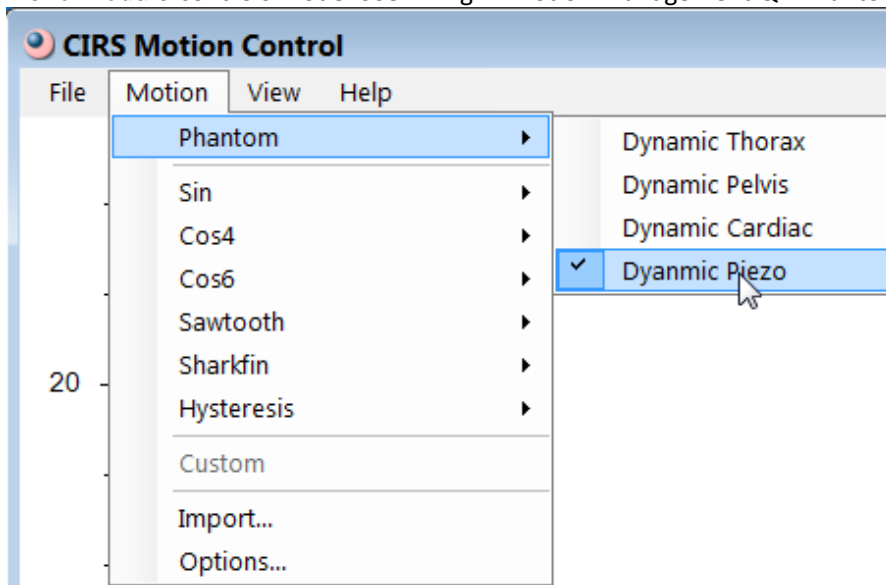 CIRS Motion Control
File Motion View Help
Phantom
Sin
Cos4
Cos6
Sawtooth
Sharkfin
Hysteresis
Custom
Import...
Options...
Dynamic Thorax
Dynamic Pelvis
Dynamic Cardiac
Dyanmic Piezo
20